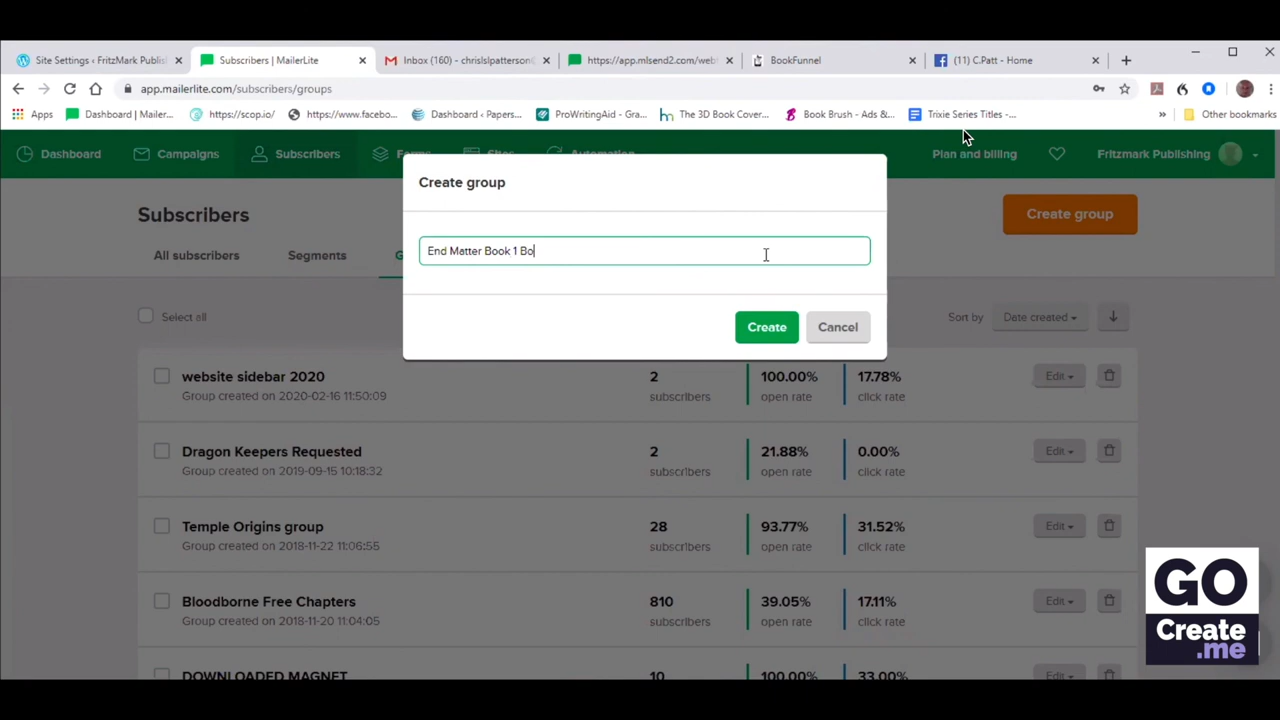 Site Settings ‹ FritzMark Publis
Subscribers | MailerLite
Inbox (160) - chrislslpatterson@
https://app.mlsend2.com/webf
BookFunnel
(11) C.Patt - Home
app.mailerlite.com/subscribers/groups
Apps
Dashboard | Mailer...
https://scop.io/
https://www.facebo...
Dashboard ‹ Papers...
ProWritingAid - Gra...
The 3D Book Cover...
Book Brush - Ads &...
Trixie Series Titles -...
»
Other bookmarks
Dashboard
Campaigns
Subscribers
Forms
Sites
Automation
Plan and billing
Fritzmark Publishing
Create group
Subscribers
Create group
All subscribers
Segments
G
End Matter Book 1 Bo
Create
Cancel
Select all
Sort by
Date created
website sidebar 2020
Group created on 2020-02-16 11:50:09
2
subscribers
100.00%
open rate
17.78%
click rate
Edit
Dragon Keepers Requested
Group created on 2019-09-15 10:18:32
2
subscribers
21.88%
open rate
0.00%
click rate
Edit
Temple Origins group
Group created on 2018-11-22 11:06:55
28
subscribers
93.77%
open rate
31.52%
click rate
Edit
Bloodborne Free Chapters
Group created on 2018-11-20 11:04:05
810
subscribers
39.05%
open rate
17.11%
click rate
Edit
DOWNLOADED MAGNET
10
100.00%
33.00%
Edit
GO
Create
.me